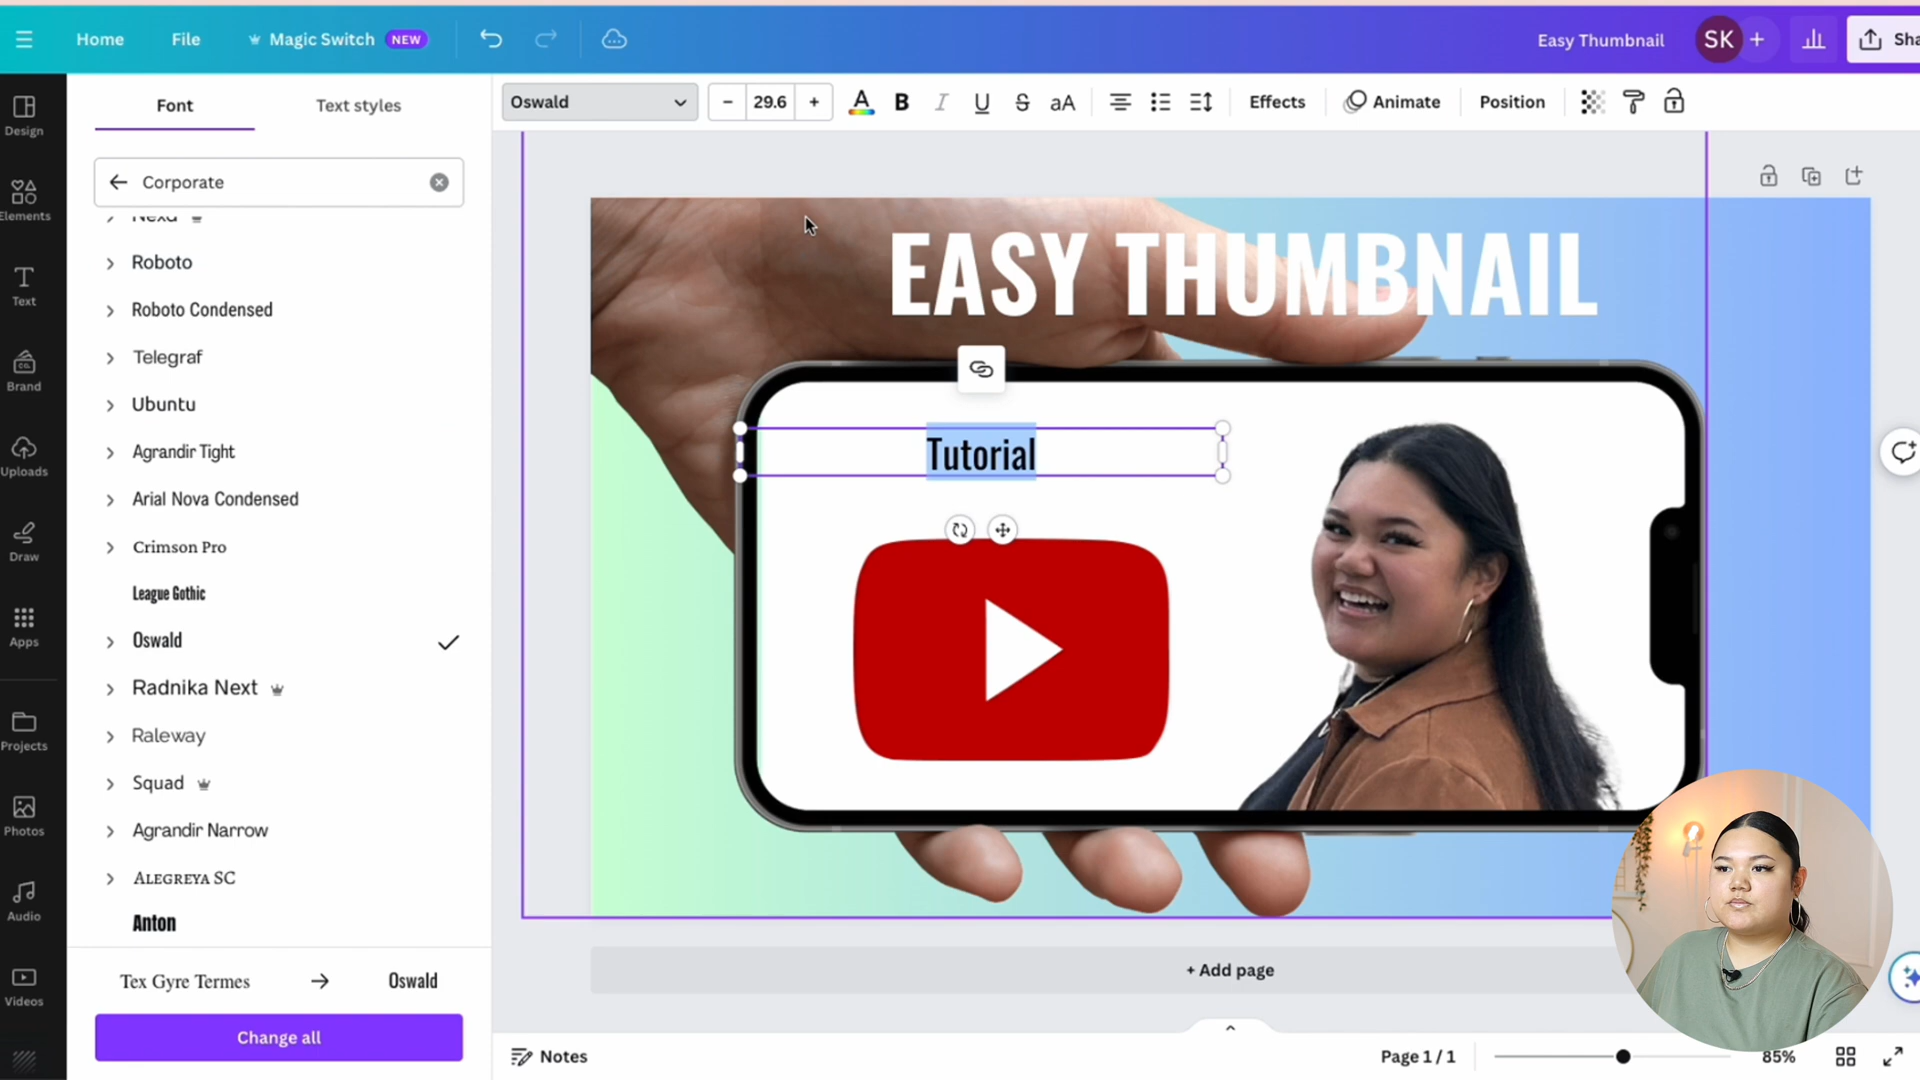 Home File Magic Switch NEW Easy Thumbnail SK + Sha
Font Text styles
Oswald - 29.6 + A B I U S aA Effects Animate Position
Corporate
Nexa
Roboto
Roboto Condensed
Telegraf
Ubuntu
Agrandir Tight
Arial Nova Condensed
Crimson Pro
League Gothic
Oswald
Radnika Next
Raleway
Squad
Agrandir Narrow
ALEGREYA SC
Anton
Tex Gyre Termes → Oswald
Change all
Design
Elements
Text
Brand
Uploads
Draw
Apps
Projects
Photos
Audio
Videos
EASY THUMBNAIL
Tutorial
+ Add page
Notes Page 1 / 1 85%